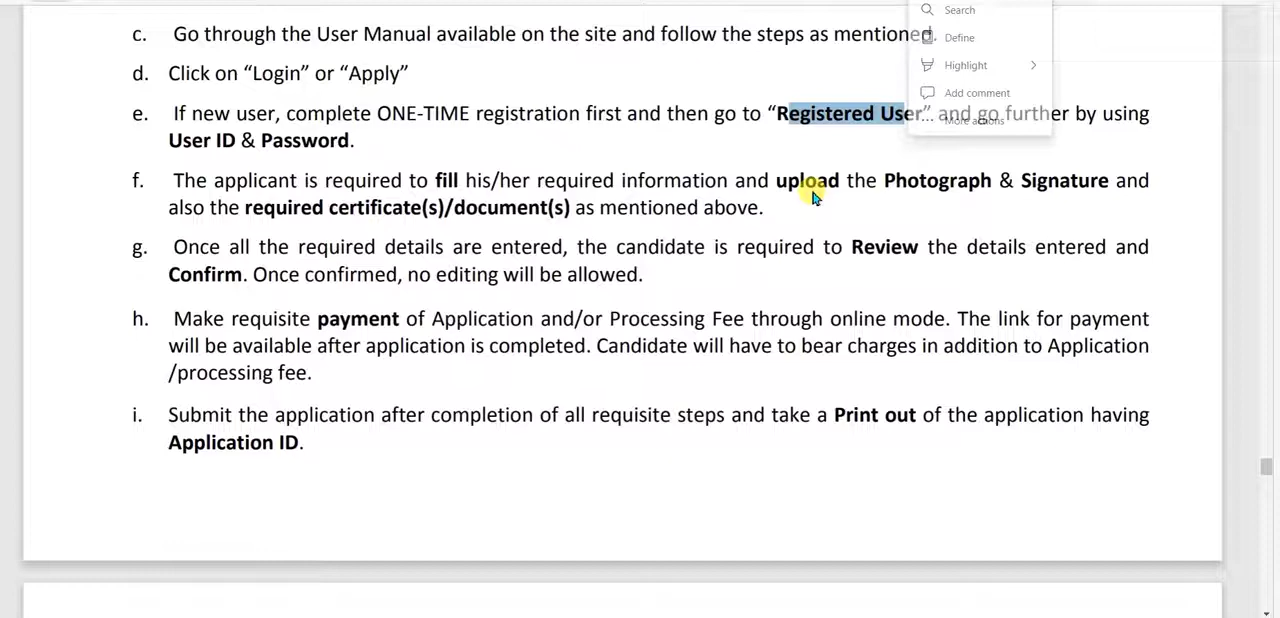 c. Go through the User Manual available on the site and follow the steps as mentioned.
Search
Define
Highlight
Add comment
More actions
d. Click on “Login” or “Apply”
e. If new user, complete ONE-TIME registration first and then go to “Registered User” and go further by using
User ID & Password.
f. The applicant is required to fill his/her required information and upload the Photograph & Signature and
also the required certificate(s)/document(s) as mentioned above.
g. Once all the required details are entered, the candidate is required to Review the details entered and
Confirm. Once confirmed, no editing will be allowed.
h. Make requisite payment of Application and/or Processing Fee through online mode. The link for payment
will be available after application is completed. Candidate will have to bear charges in addition to Application
/processing fee.
i. Submit the application after completion of all requisite steps and take a Print out of the application having
Application ID.